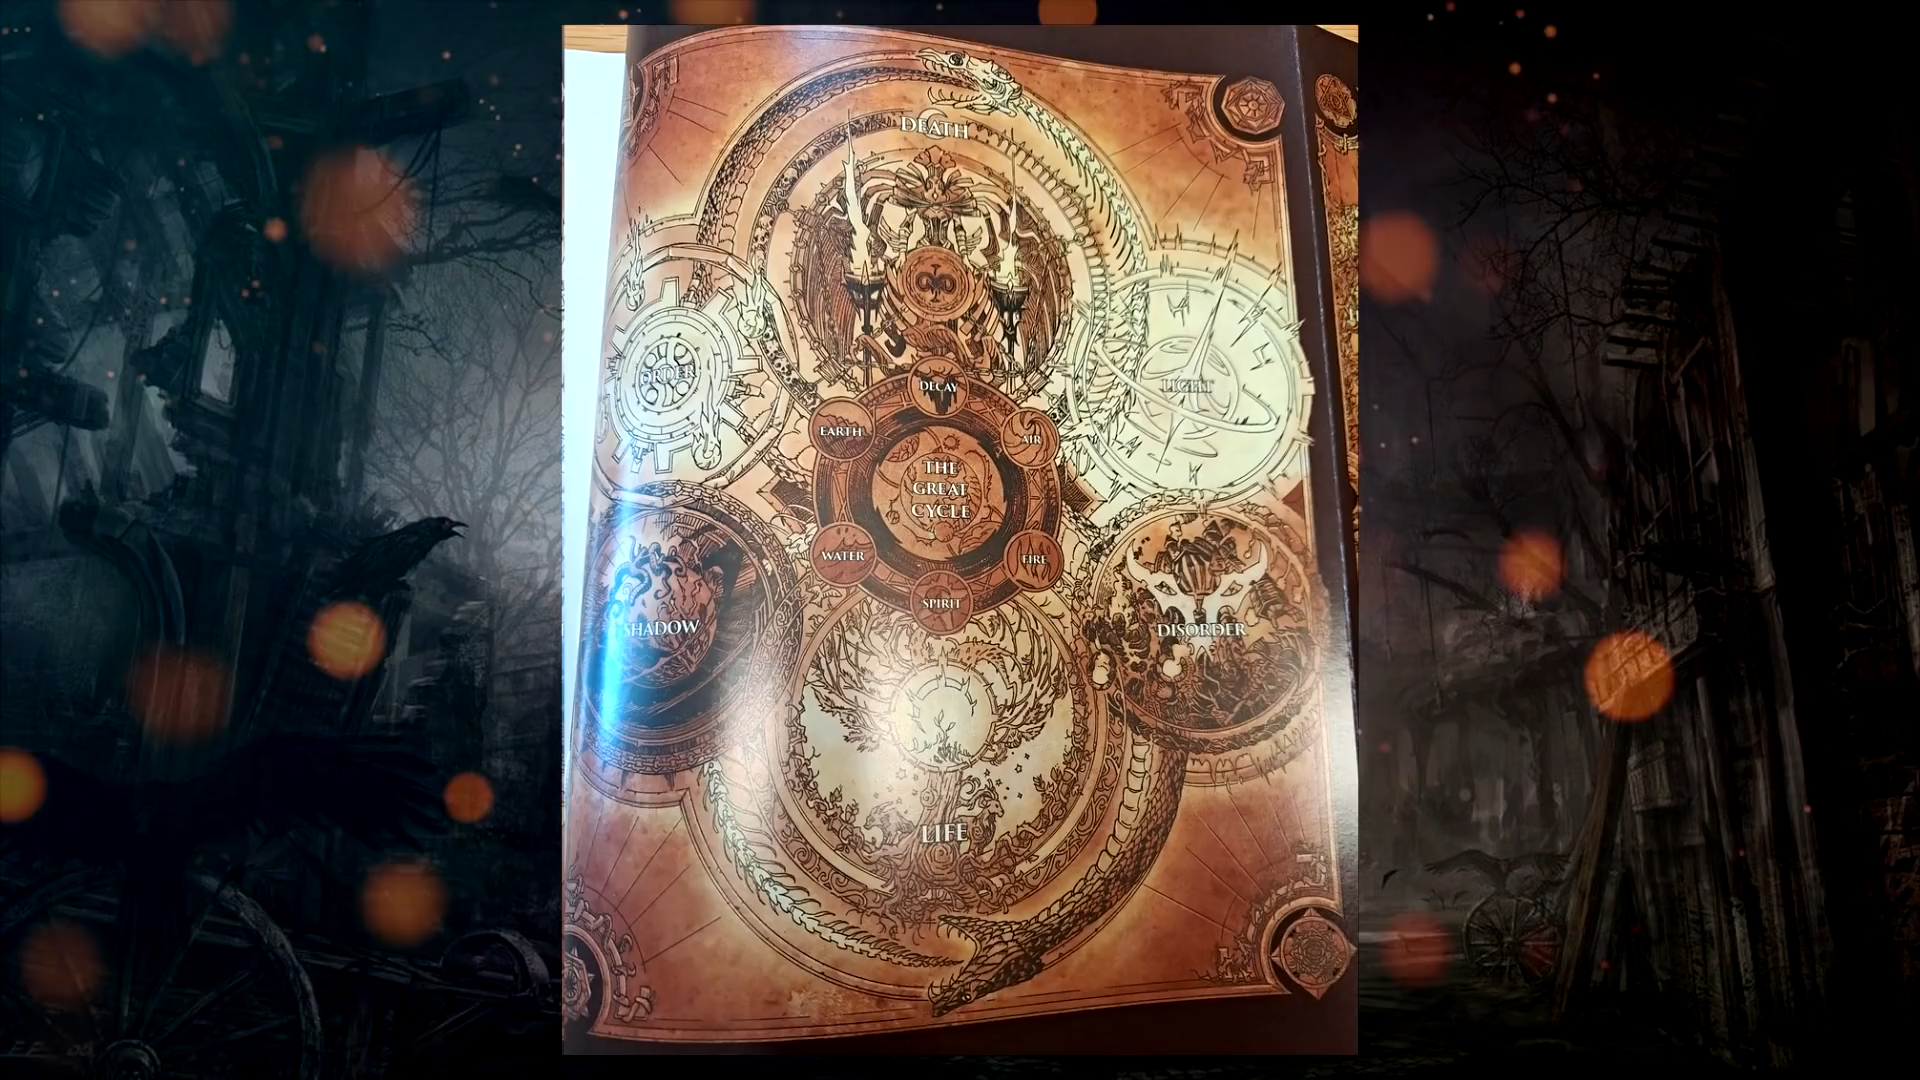 DEATH
ORDER
LIGHT
DECAY
EARTH
AIR
THE
GREAT
CYCLE
WATER
FIRE
SPIRIT
SHADOW
DISORDER
LIFE